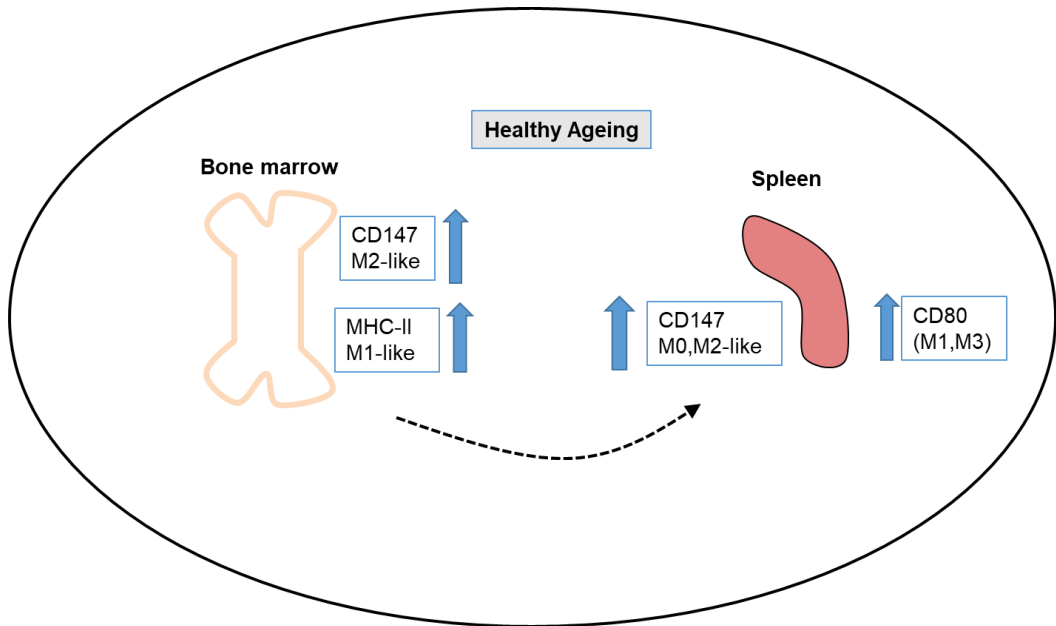 Healthy Ageing
Bone marrow
CD147
M2-like
MHC-II
M1-like
Spleen
CD147
M0,M2-like
CD80
(M1,M3)